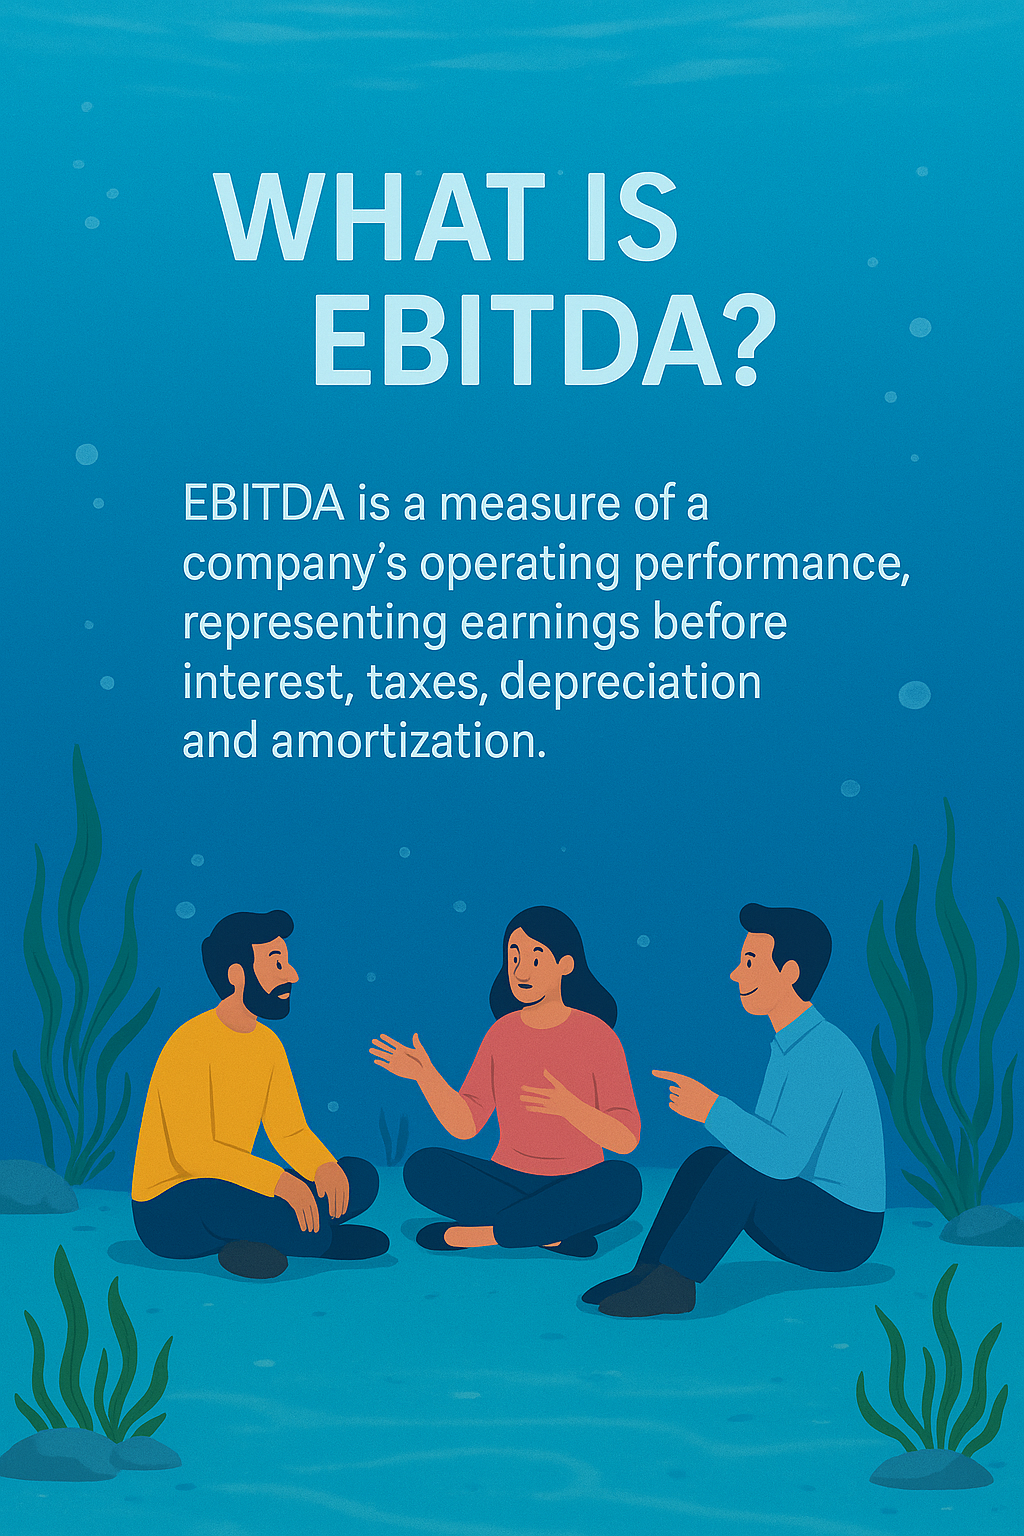 WHAT IS
EBITDA?
EBITDA is a measure of a
company’s operating performance,
representing earnings before
interest, taxes, depreciation
and amortization.